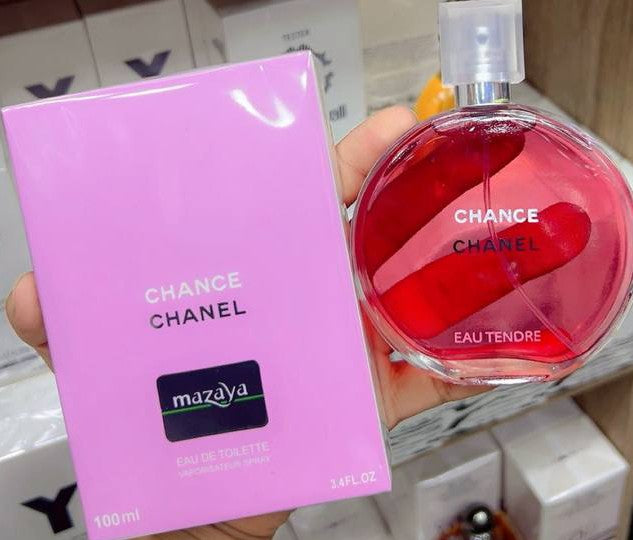 TESTER
Y
Y
CHANCE
CHANEL
mazaya
EAU DE TOILETTE
VAPORISATEUR SPRAY
3.4FL.OZ
100ml
CHANCE
CHANEL
EAU TENDRE
Y